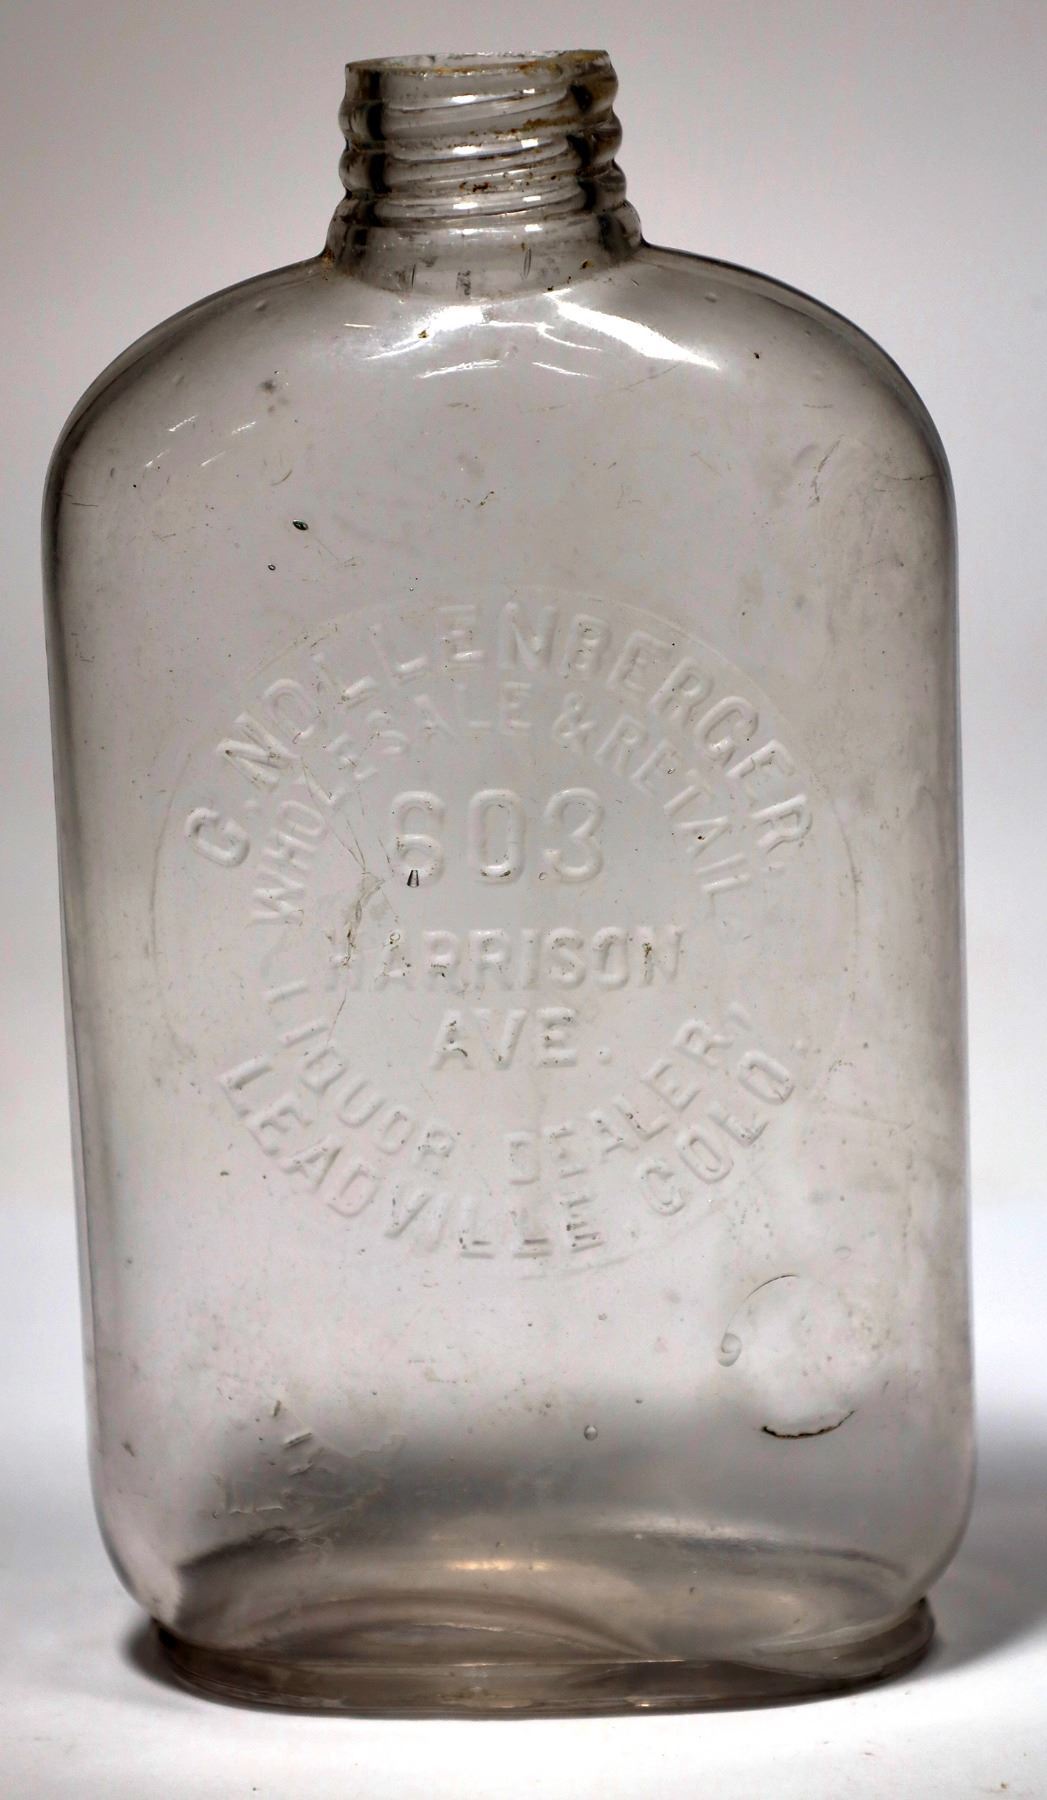 G. NOLLENBERGER.
WHOLESALE & RETAIL
603
HARRISON
AVE.
LIQUOR DEALER,
LEADVILLE. COLO